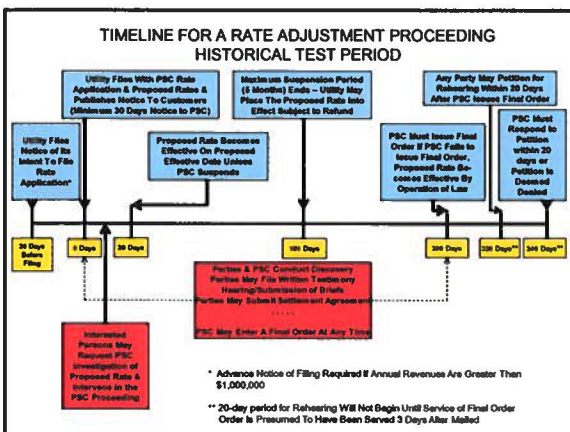 TIMELINE FOR A RATE ADJUSTMENT PROCEEDING
HISTORICAL TEST PERIOD
Utility Files With PSC Rate
Application & Proposed Rates &
Publishes Notice To Customers
(Minimum 30 Days Notice to PSC)
Maximum Suspension Period
(5 Months) Ends – Utility May
Place The Proposed Rate Into
Effect Subject to Refund
Any Party May Petition for
Rehearing Within 20 Days
After PSC Issue Final Order
Utility Files
Notice of Its
Intent To File
Rate
Application*
Proposed Rate Becomes
Effective On Proposed
Effective Date Unless
PSC Suspends
PSC Must Issue Final
Order If PSC Fails to
Issue Final Order,
Proposed Rate Be-
comes Effective By
Operation of Law
PSC Must
Respond to
Petition
within 20
days or
Petition is
Deemed
Denied
Days
Before
Filing
0 Days
30 Days
Days
300 Days
320 Days**
340 Days**
Parties & PSC Conduct Discovery
Parties May File Written Testimony
Hearing/Submission of Briefs
Parties May Submit Settlement Agreement
.....
PSC May Enter A Final Order At Any Time
Interested
Persons May
Request PSC
Investigation of
Proposed Rate &
Intervene in the
PSC Proceeding
* Advance Notice of Filing Required If Annual Revenues Are Greater Than
$1,000,000
** 20-day period for Rehearing Will Not Begin Until Service of Final Order
Order Is Presumed To Have Been Served 3 Days After Mailed